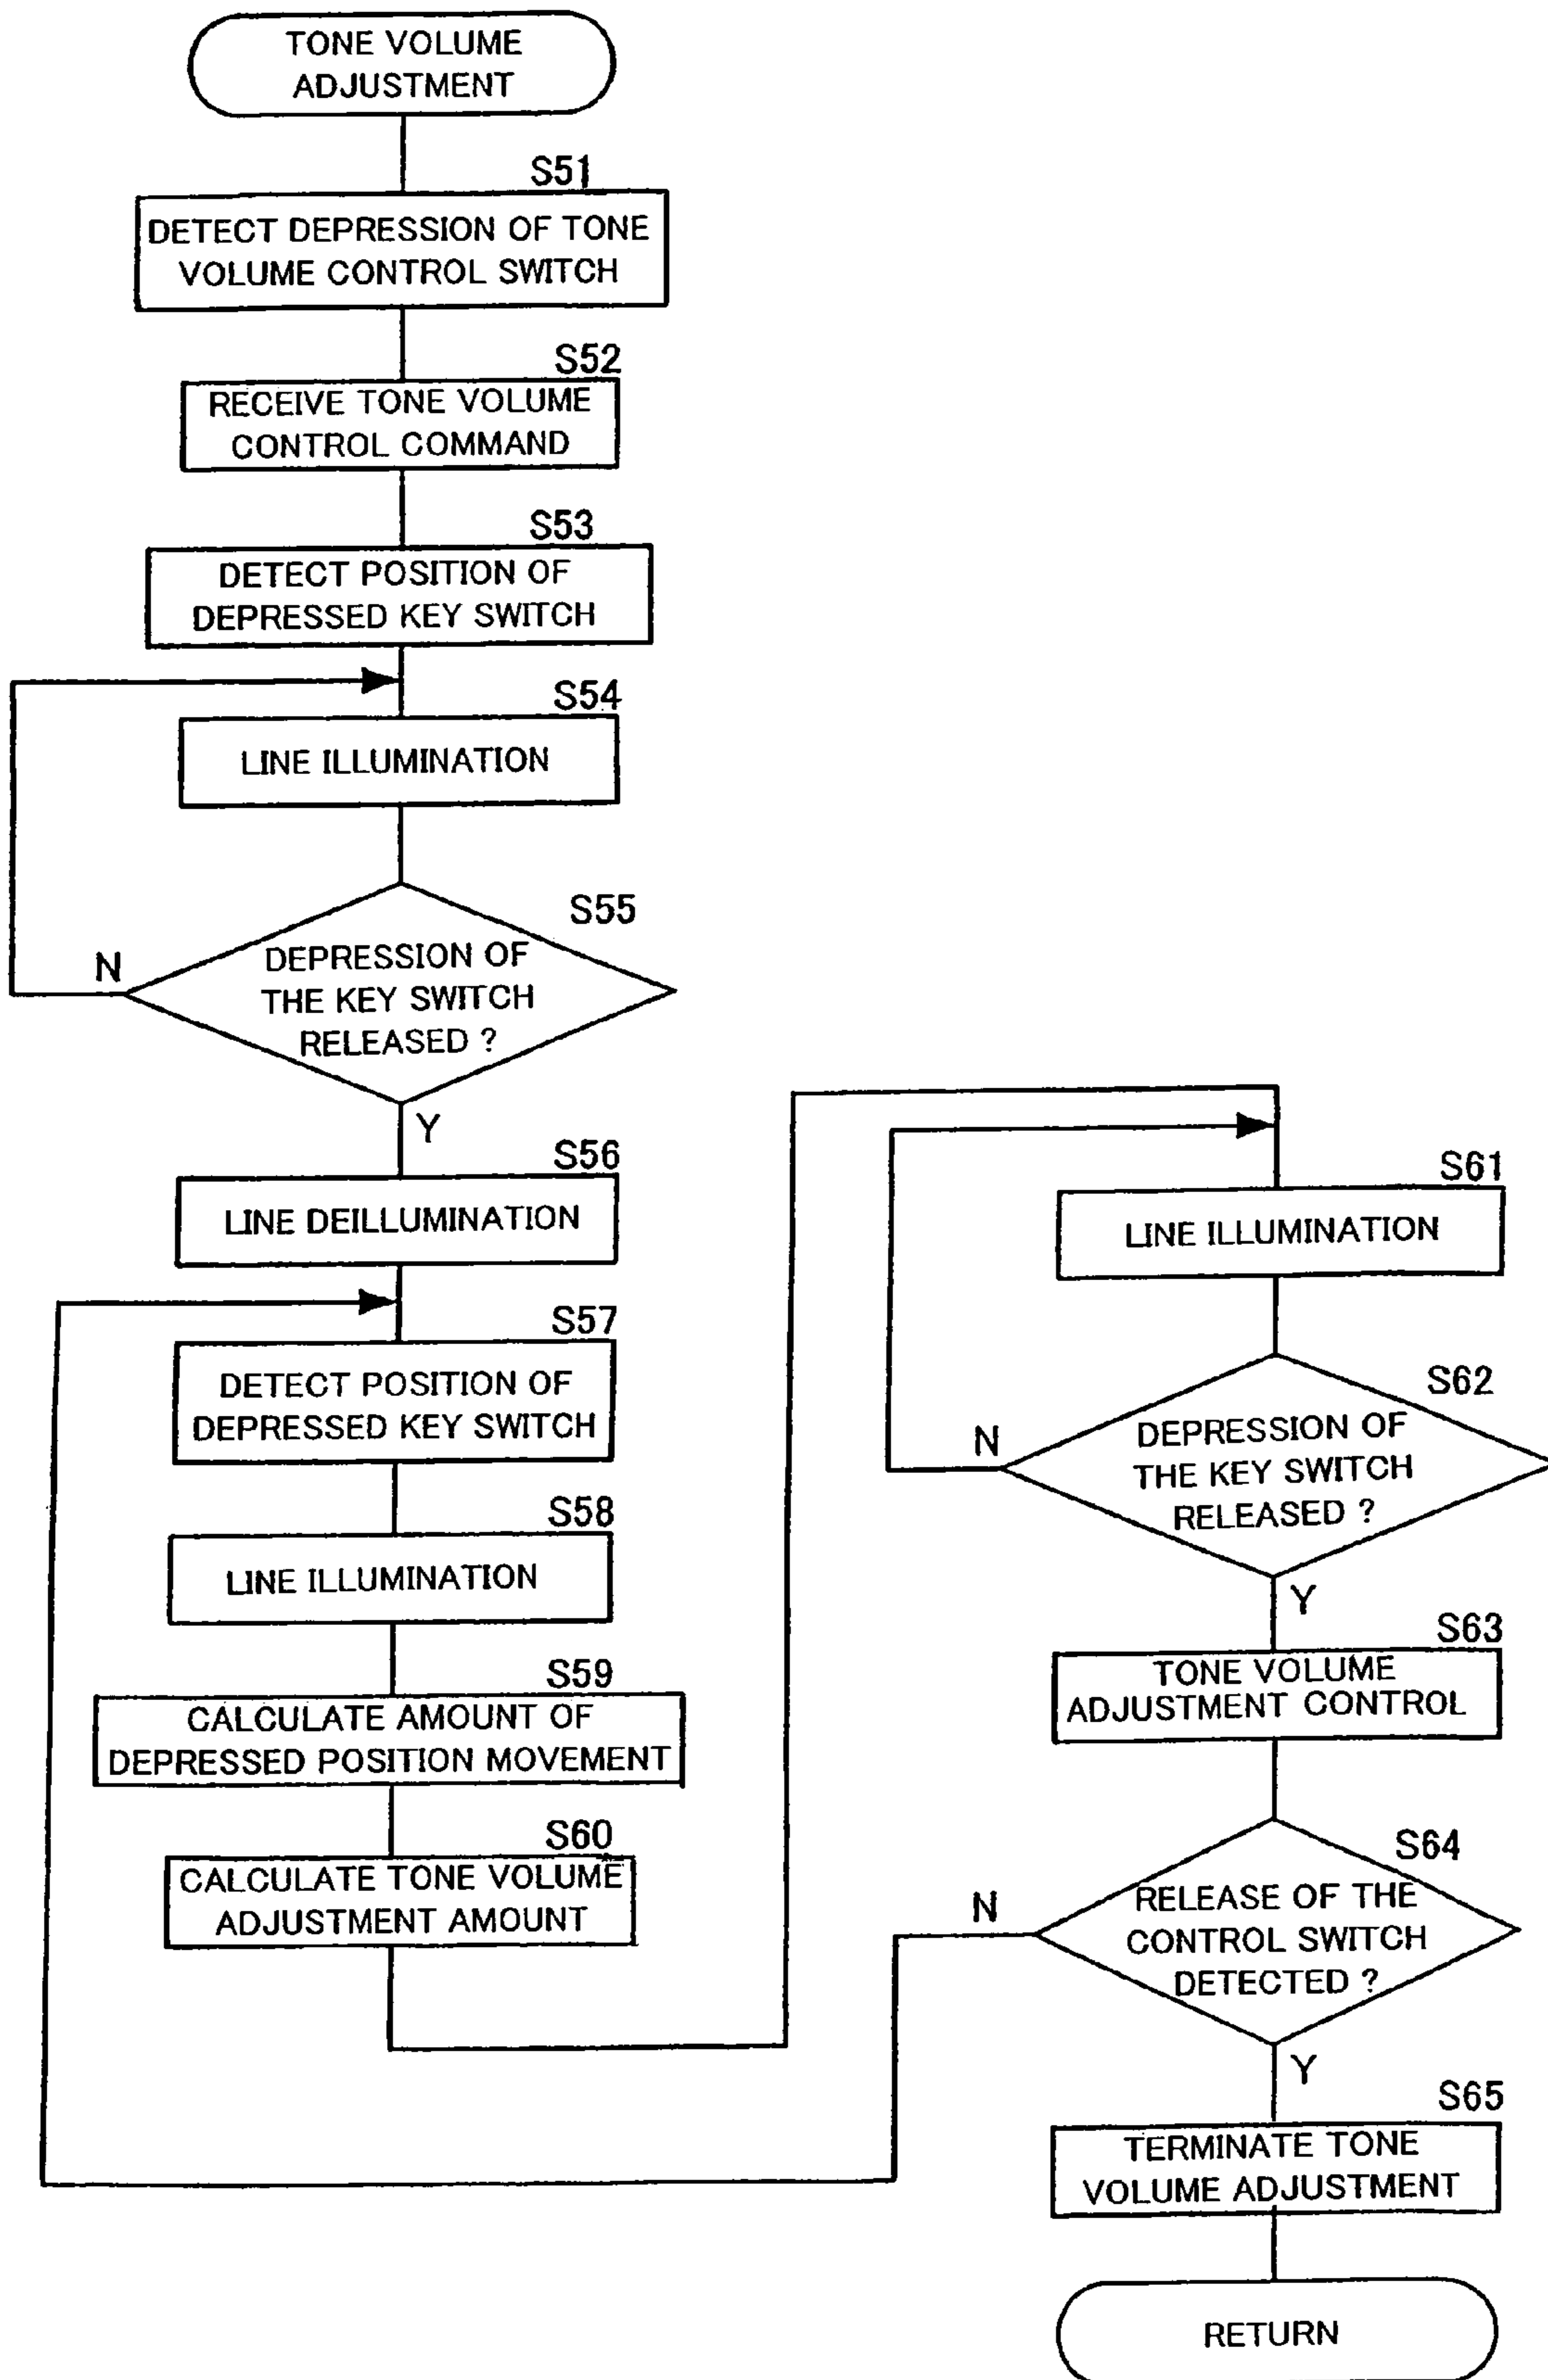 TONE VOLUME
ADJUSTMENT
S51
DETECT DEPRESSION OF TONE
VOLUME CONTROL SWITCH
S52
RECEIVE TONE VOLUME
CONTROL COMMAND
S53
DETECT POSITION OF
DEPRESSED KEY SWITCH
S54
LINE ILLUMINATION
S55
DEPRESSION OF
THE KEY SWITCH
RELEASED ?
N
Y
S56
LINE DEILLUMINATION
S57
DETECT POSITION OF
DEPRESSED KEY SWITCH
S58
LINE ILLUMINATION
S59
CALCULATE AMOUNT OF
DEPRESSED POSITION MOVEMENT
S60
CALCULATE TONE VOLUME
ADJUSTMENT AMOUNT
S61
LINE ILLUMINATION
S62
DEPRESSION OF
THE KEY SWITCH
RELEASED ?
N
Y
S63
TONE VOLUME
ADJUSTMENT CONTROL
S64
RELEASE OF THE
CONTROL SWITCH
DETECTED ?
N
Y
S65
TERMINATE TONE
VOLUME ADJUSTMENT
RETURN